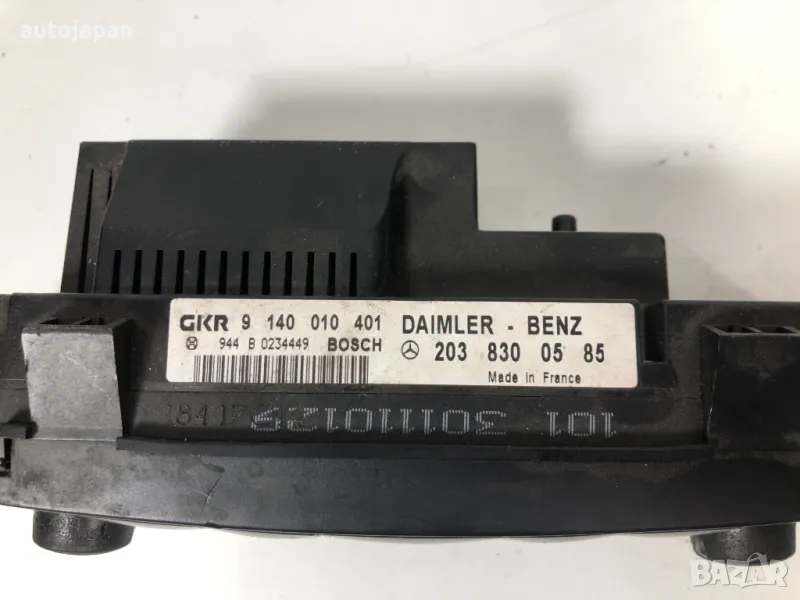 autojapan
GKR 9 140 010 401 DAIMLER - BENZ
944 B 0234449 BOSCH 203 830 05 85
Made in France
101 3011101129
BAZAR